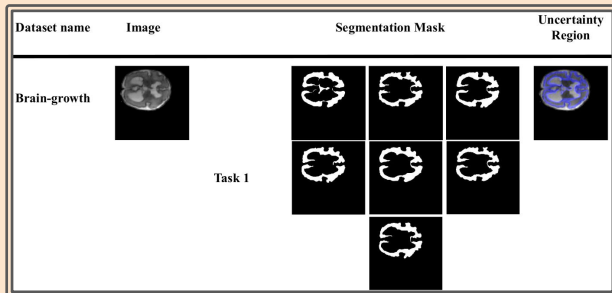 Dataset name Image Segmentation Mask Uncertainty
Region
Brain-growth
Task 1